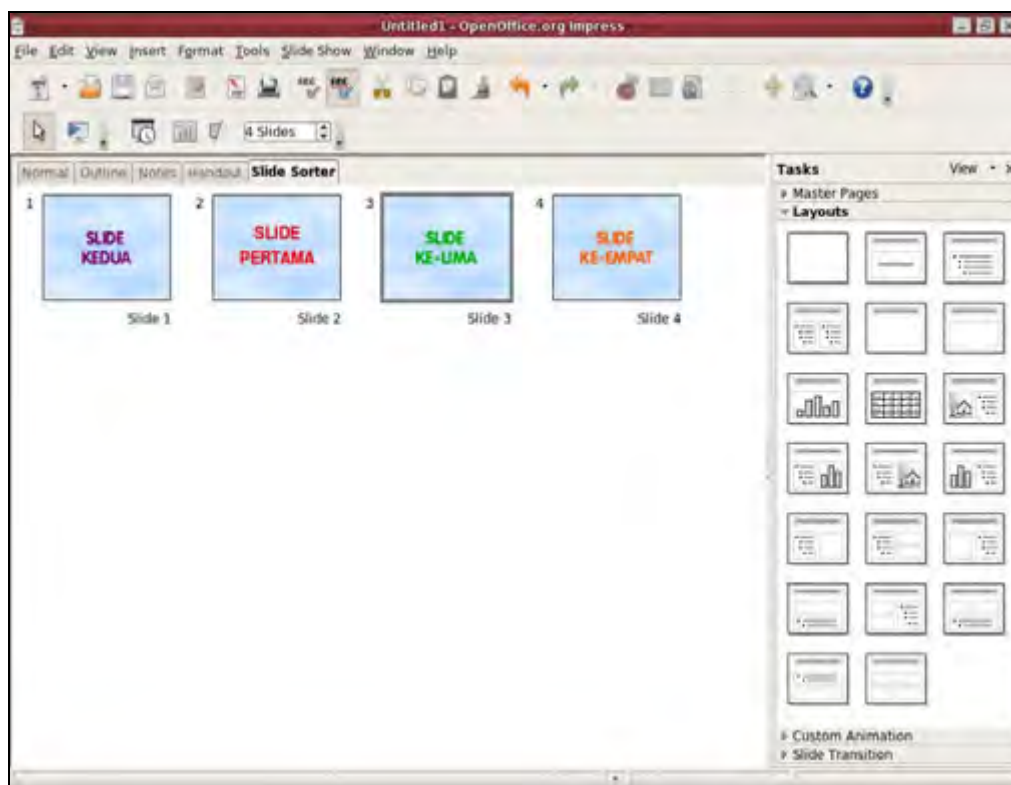 Untitled1 - OpenOffice.org Impress
File Edit View Insert Format Tools Slide Show Window Help
4 Slides
Normal Outline Notes Handout Slide Sorter
Tasks View
Master Pages
Layouts
1 2 3 4
SLIDE KEDUA
SLIDE PERTAMA
SLIDE KE-LIMA
SLIDE KE-EMPAT
Slide 1 Slide 2 Slide 3 Slide 4
Custom Animation
Slide Transition